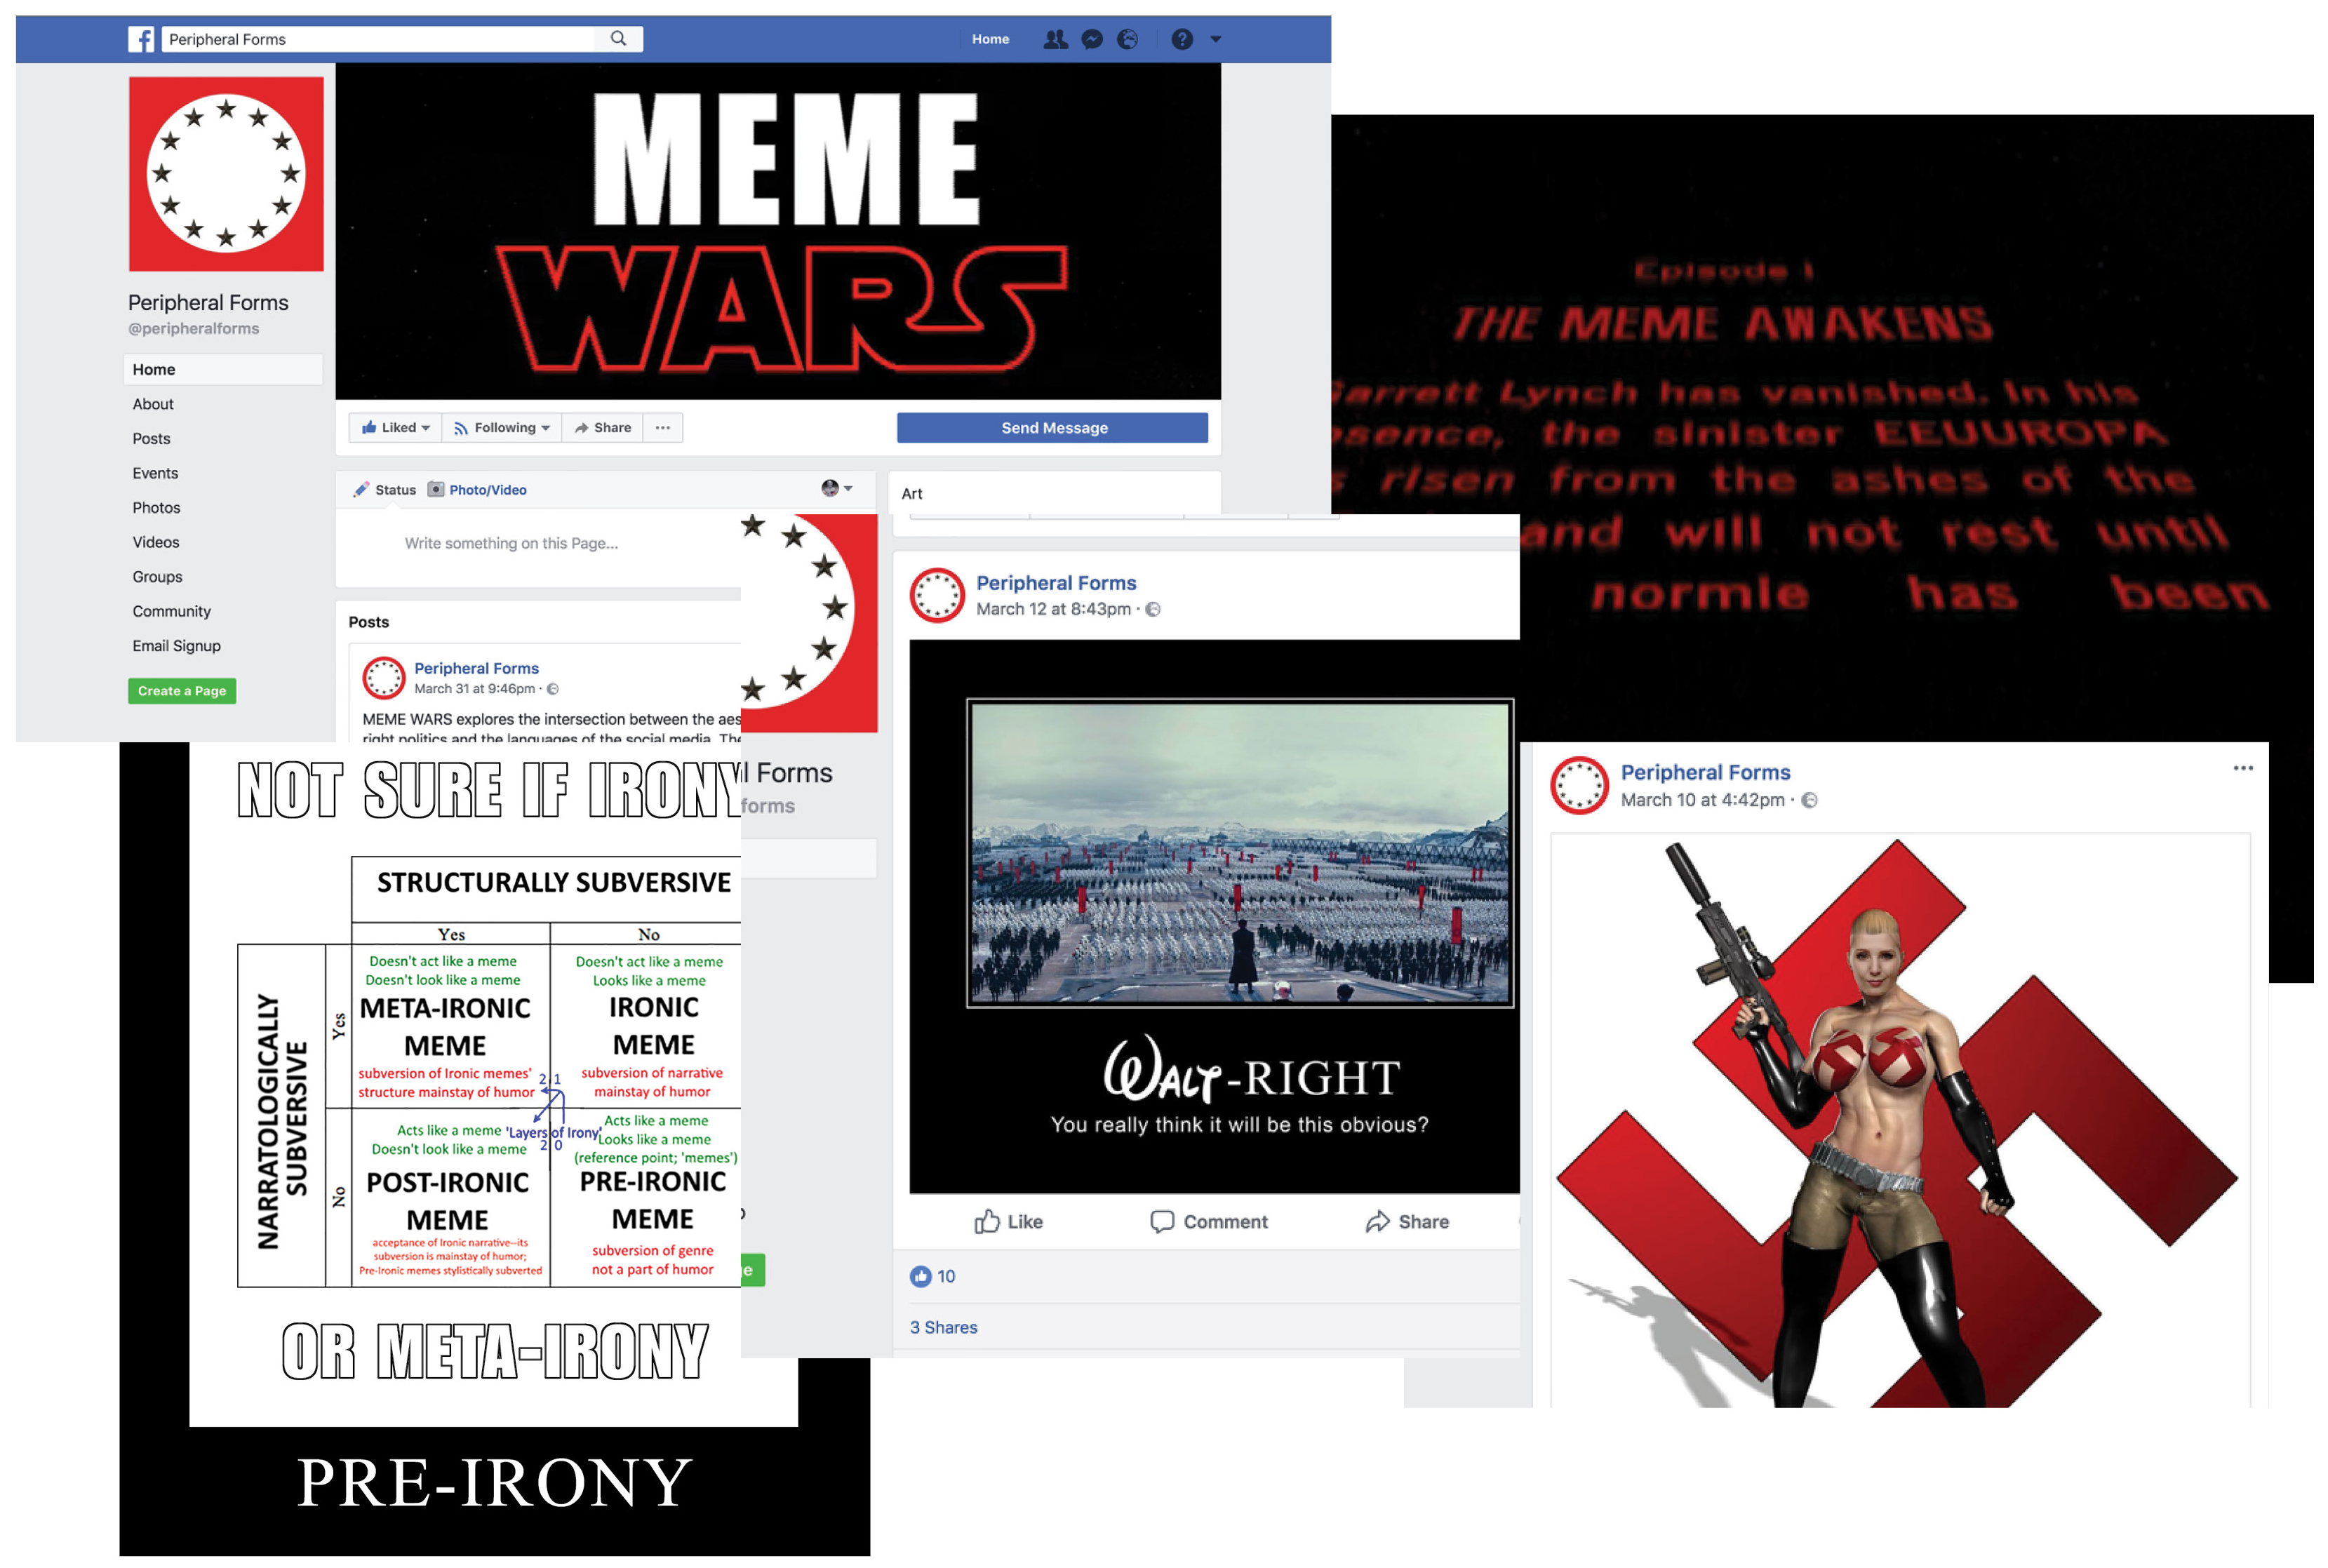 Peripheral Forms
Home
MEME
WARS
Peripheral Forms
@peripheralforms
Home
About
Posts
Events
Photos
Videos
Groups
Community
Email Signup
Create a Page
Liked
Following
Share
Send Message
Status
Photo/Video
Write something on this Page...
Art
Posts
Peripheral Forms
March 31 at 9:46pm
MEME WARS explores the intersection between the aes
right politics and the languages of the social media. The
Episode I
THE MEME AWAKENS
Garrett Lynch has vanished. In his
the sinister EEUUROPA
risen from the ashes of the
and will not rest until
normie has been
l Forms
forms
e
Peripheral Forms
March 12 at 8:43pm
WALT-RIGHT
You really think it will be this obvious?
Like
Comment
Share
10
3 Shares
Peripheral Forms
March 10 at 4:42pm
NOT SURE IF IRONY
STRUCTURALLY SUBVERSIVE
Yes
No
NARRATOLOGICALLY
SUBVERSIVE
Yes
Doesn't act like a meme
Doesn't look like a meme
META-IRONIC
MEME
subversion of Ironic memes'
structure mainstay of humor
Doesn't act like a meme
Looks like a meme
IRONIC
MEME
subversion of narrative
mainstay of humor
2 1
'Layers of Irony'
2 0
No
Acts like a meme
Doesn't look like a meme
POST-IRONIC
MEME
acceptance of Ironic narrative--its
subversion is mainstay of humor;
Pre-Ironic memes stylistically subverted
Acts like a meme
Looks like a meme
(reference point; 'memes')
PRE-IRONIC
MEME
subversion of genre
not a part of humor
OR META-IRONY
PRE-IRONY